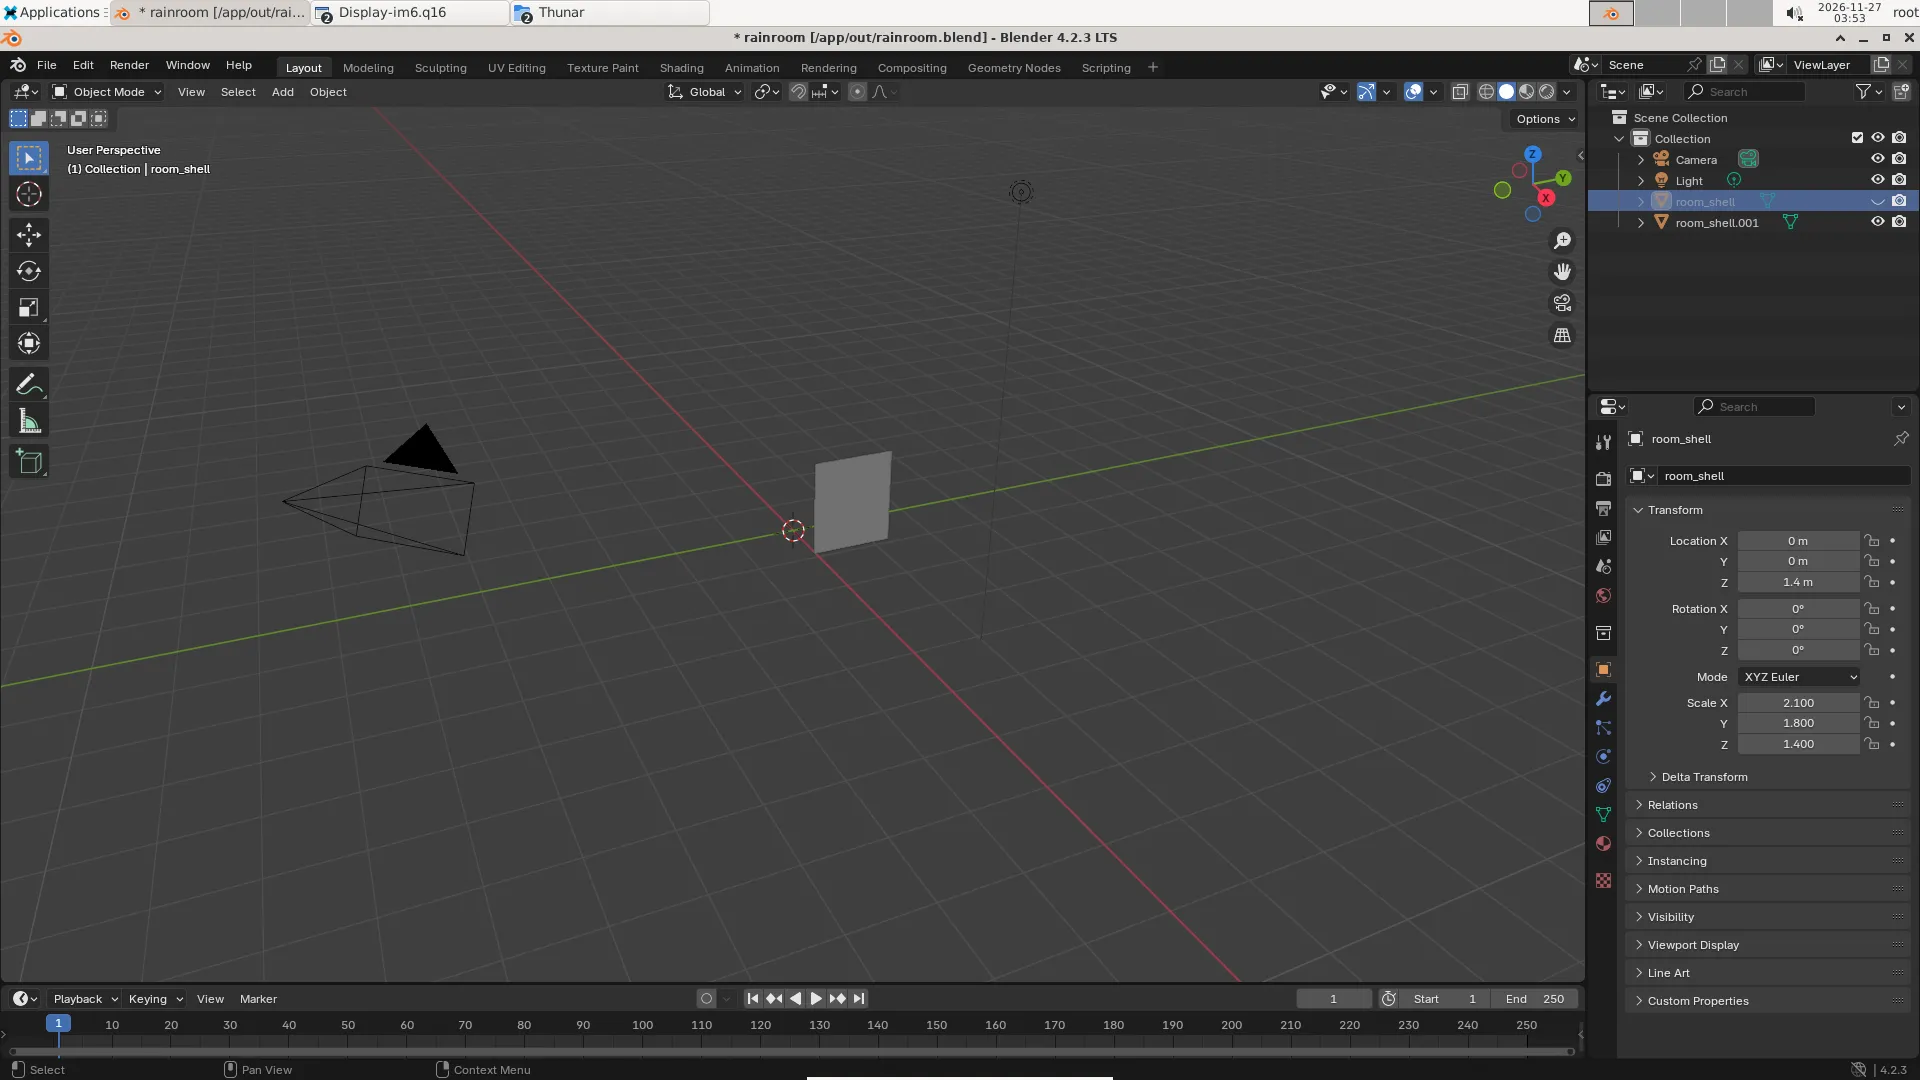 Applications
* rainroom [/app/out/rai...
Display-im6.q16
Thunar
2026-11-27
03:53
root
* rainroom [/app/out/rainroom.blend] - Blender 4.2.3 LTS
File Edit Render Window Help
Layout Modeling Sculpting UV Editing Texture Paint Shading Animation Rendering Compositing Geometry Nodes Scripting +
Scene
ViewLayer
Object Mode View Select Add Object
Global
Options
User Perspective
(1) Collection | room_shell
Z
Y
X
Search
Scene Collection
Collection
Camera
Light
room_shell
room_shell.001
Search
room_shell
room_shell
Transform
Location X 0 m
Y 0 m
Z 1.4 m
Rotation X 0°
Y 0°
Z 0°
Mode XYZ Euler
Scale X 2.100
Y 1.800
Z 1.400
Delta Transform
Relations
Collections
Instancing
Motion Paths
Visibility
Viewport Display
Line Art
Custom Properties
Playback Keying View Marker
1
Start 1
End 250
1 10 20 30 40 50 60 70 80 90 100 110 120 130 140 150 160 170 180 190 200 210 220 230 240 250
Select
Pan View
Context Menu
4.2.3